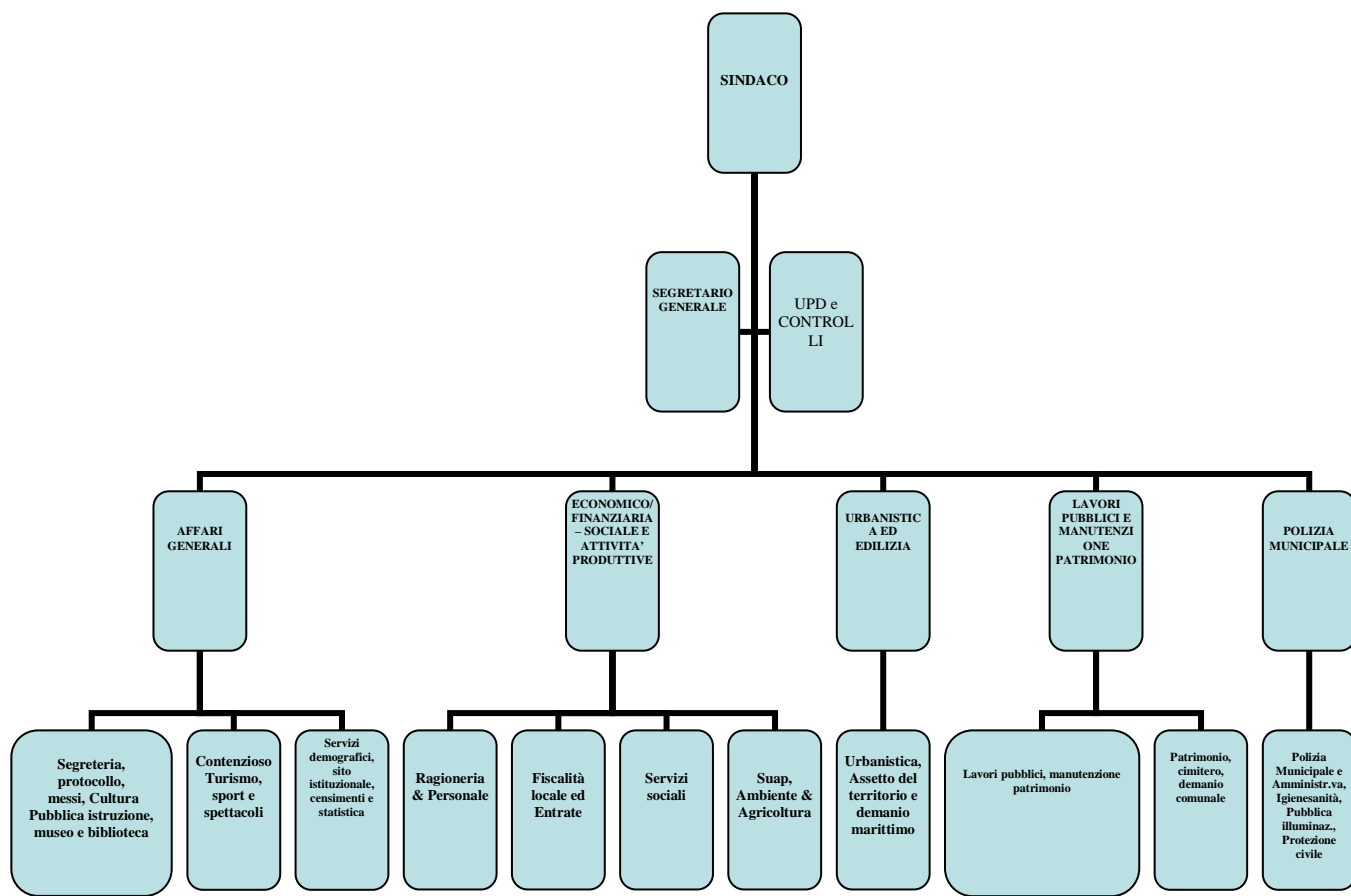 SINDACO
SEGRETARIO
GENERALE
UPD e
CONTROL
LI
AFFARI
GENERALI
ECONOMICO/
FINANZIARIA
– SOCIALE E
ATTIVITA’
PRODUTTIVE
URBANISTIC
A ED
EDILIZIA
LAVORI
PUBBLICI E
MANUTENZI
ONE
PATRIMONIO
POLIZIA
MUNICIPALE
Segreteria,
protocollo,
messi, Cultura
Pubblica istruzione,
museo e biblioteca
Contenzioso
Turismo,
sport e
spettacoli
Servizi
demografici,
sito
istituzionale,
censimenti e
statistica
Ragioneria
& Personale
Fiscalità
locale ed
Entrate
Servizi
sociali
Suap,
Ambiente &
Agricoltura
Urbanistica,
Assetto del
territorio e
demanio
marittimo
Lavori pubblici, manutenzione
patrimonio
Patrimonio,
cimitero,
demanio
comunale
Polizia
Municipale e
Amministr.va,
Igienesanità,
Pubblica
illuminaz.,
Protezione
civile